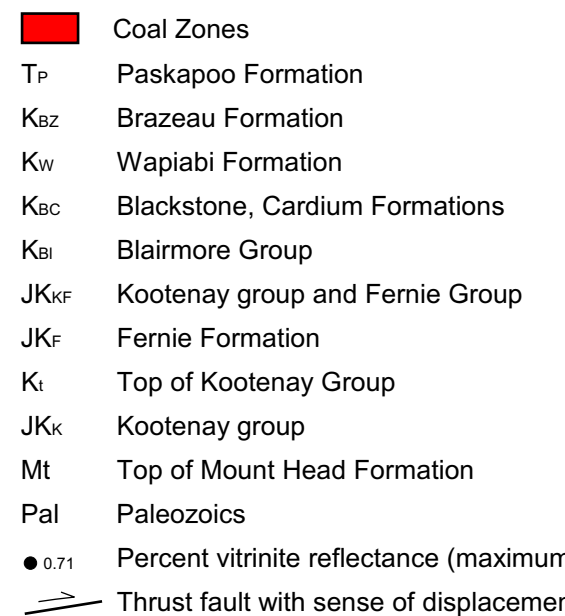 Coal Zones
TP Paskapoo Formation
KBZ Brazeau Formation
KW Wapiabi Formation
KBC Blackstone, Cardium Formations
KBI Blairmore Group
JKKF Kootenay group and Fernie Group
JKF Fernie Formation
Kt Top of Kootenay Group
JKK Kootenay group
Mt Top of Mount Head Formation
Pal Paleozoics
0.71 Percent vitrinite reflectance (maximum
Thrust fault with sense of displacemen